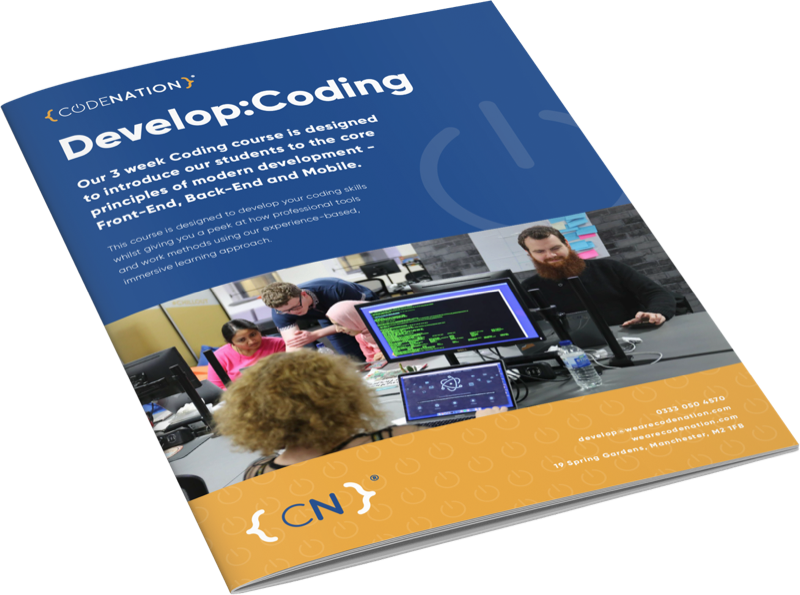 {CODENATION}®
Develop:Coding
Our 3 week Coding course is designed
to introduce our students to the core
principles of modern development –
Front-End, Back-End and Mobile.
This course is designed to develop your coding skills
whilst giving you a peek at how professional tools
and work methods using our experience-based,
immersive learning approach.
0333 050 4570
develop@wearecodenation.com
wearecodenation.com
19 Spring Gardens, Manchester, M2 1FB
{CN}®